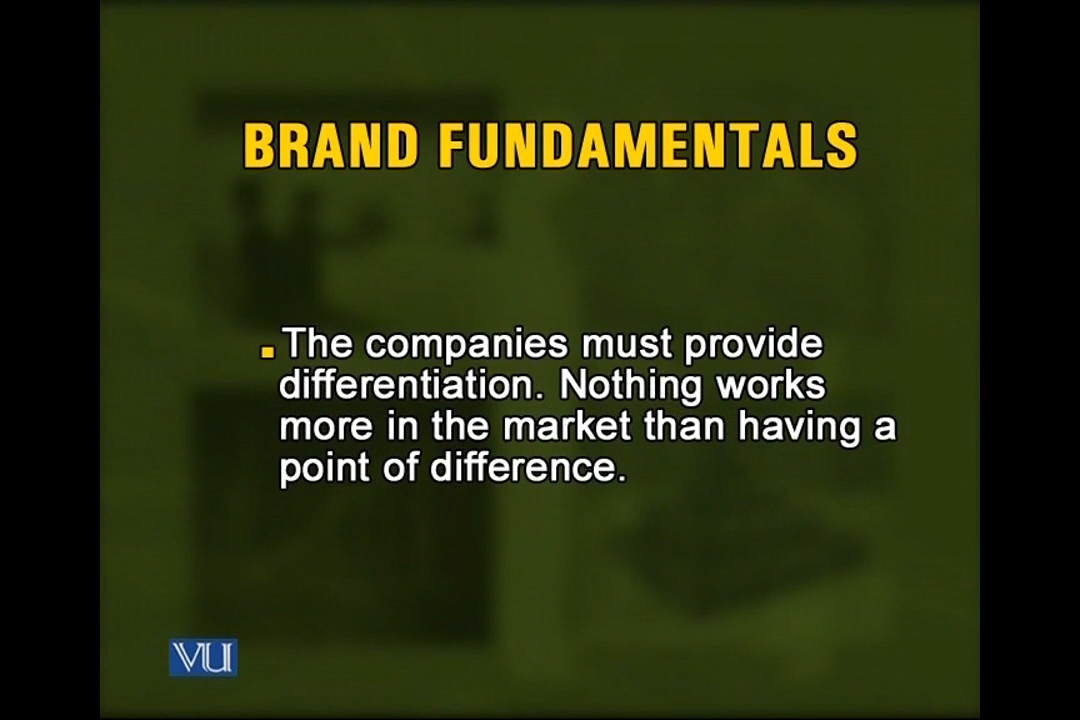 BRAND FUNDAMENTALS
The companies must provide
differentiation. Nothing works
more in the market than having a
point of difference.
VU